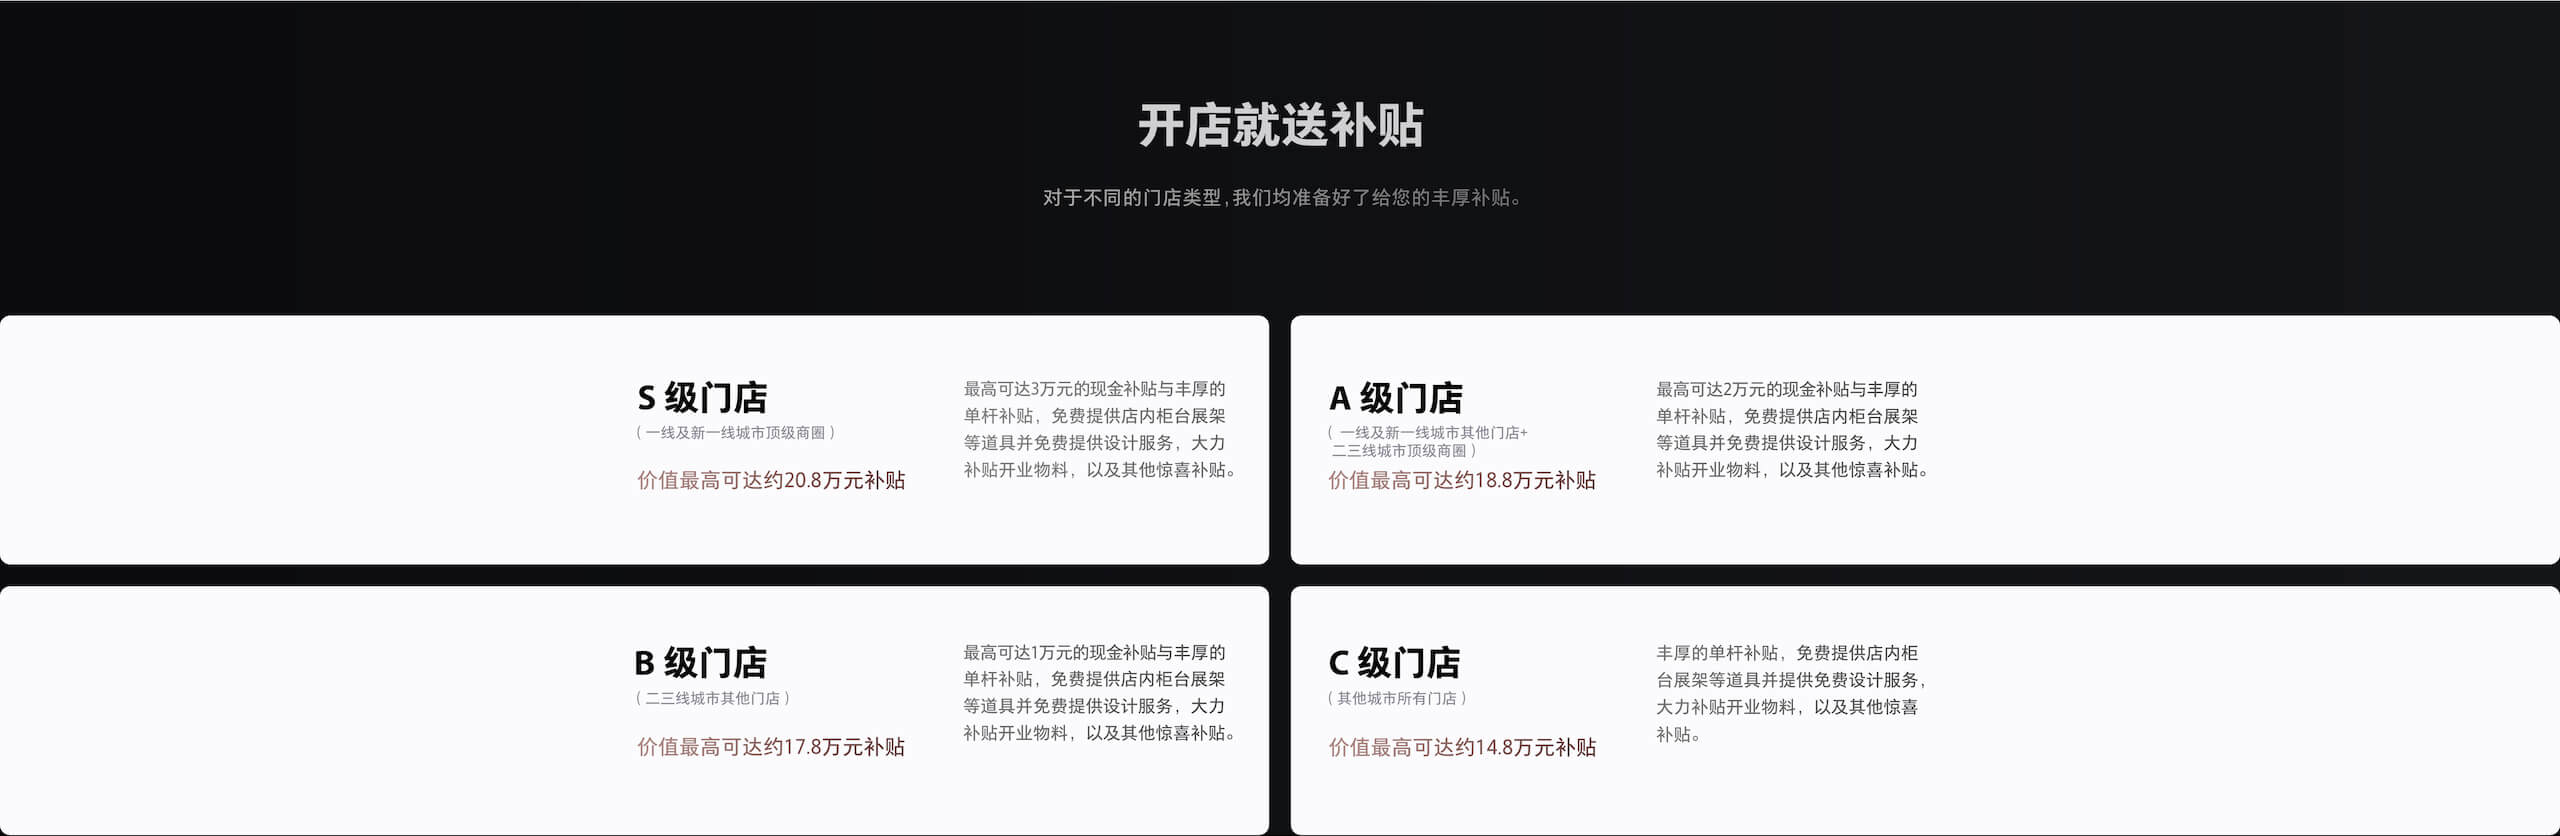 开店就送补贴
对于不同的门店类型,我们均准备好了给您的丰厚补贴。
S 级门店
（一线及新一线城市顶级商圈）
价值最高可达约20.8万元补贴
最高可达3万元的现金补贴与丰厚的
单杆补贴，免费提供店内柜台展架
等道具并免费提供设计服务，大力
补贴开业物料，以及其他惊喜补贴。
A 级门店
（ 一线及新一线城市其他门店+
二三线城市顶级商圈）
价值最高可达约18.8万元补贴
最高可达2万元的现金补贴与丰厚的
单杆补贴，免费提供店内柜台展架
等道具并免费提供设计服务，大力
补贴开业物料，以及其他惊喜补贴。
B 级门店
（二三线城市其他门店）
价值最高可达约17.8万元补贴
最高可达1万元的现金补贴与丰厚的
单杆补贴，免费提供店内柜台展架
等道具并免费提供设计服务，大力
补贴开业物料，以及其他惊喜补贴。
C 级门店
（其他城市所有门店）
价值最高可达约14.8万元补贴
丰厚的单杆补贴，免费提供店内柜
台展架等道具并提供免费设计服务，
大力补贴开业物料，以及其他惊喜
补贴。